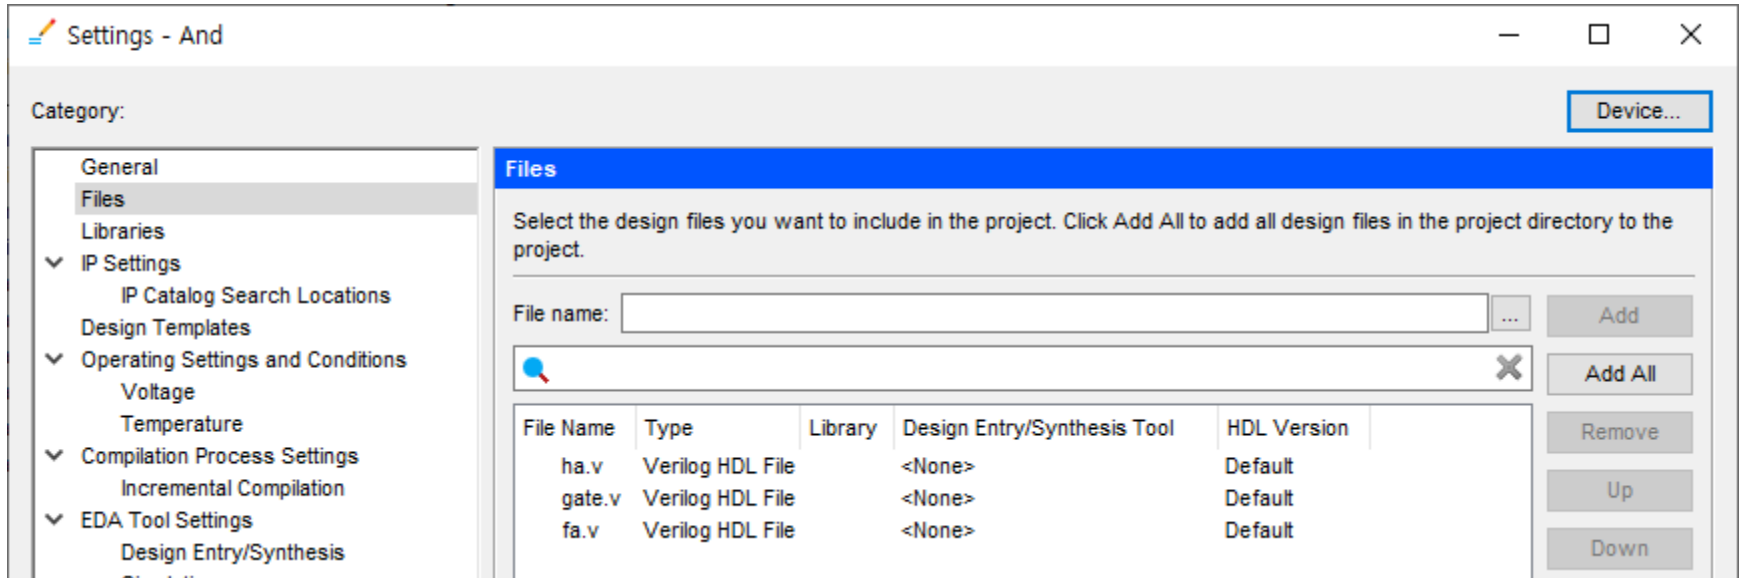 Settings - And
Category:
Device...
General
Files
Libraries
IP Settings
IP Catalog Search Locations
Design Templates
Operating Settings and Conditions
Voltage
Temperature
Compilation Process Settings
Incremental Compilation
EDA Tool Settings
Design Entry/Synthesis
Files
Select the design files you want to include in the project. Click Add All to add all design files in the project directory to the
project.
File name:
...
Add
Add All
File Name Type Library Design Entry/Synthesis Tool HDL Version
Remove
ha.v Verilog HDL File <None> Default
gate.v Verilog HDL File <None> Default
Up
fa.v Verilog HDL File <None> Default
Down